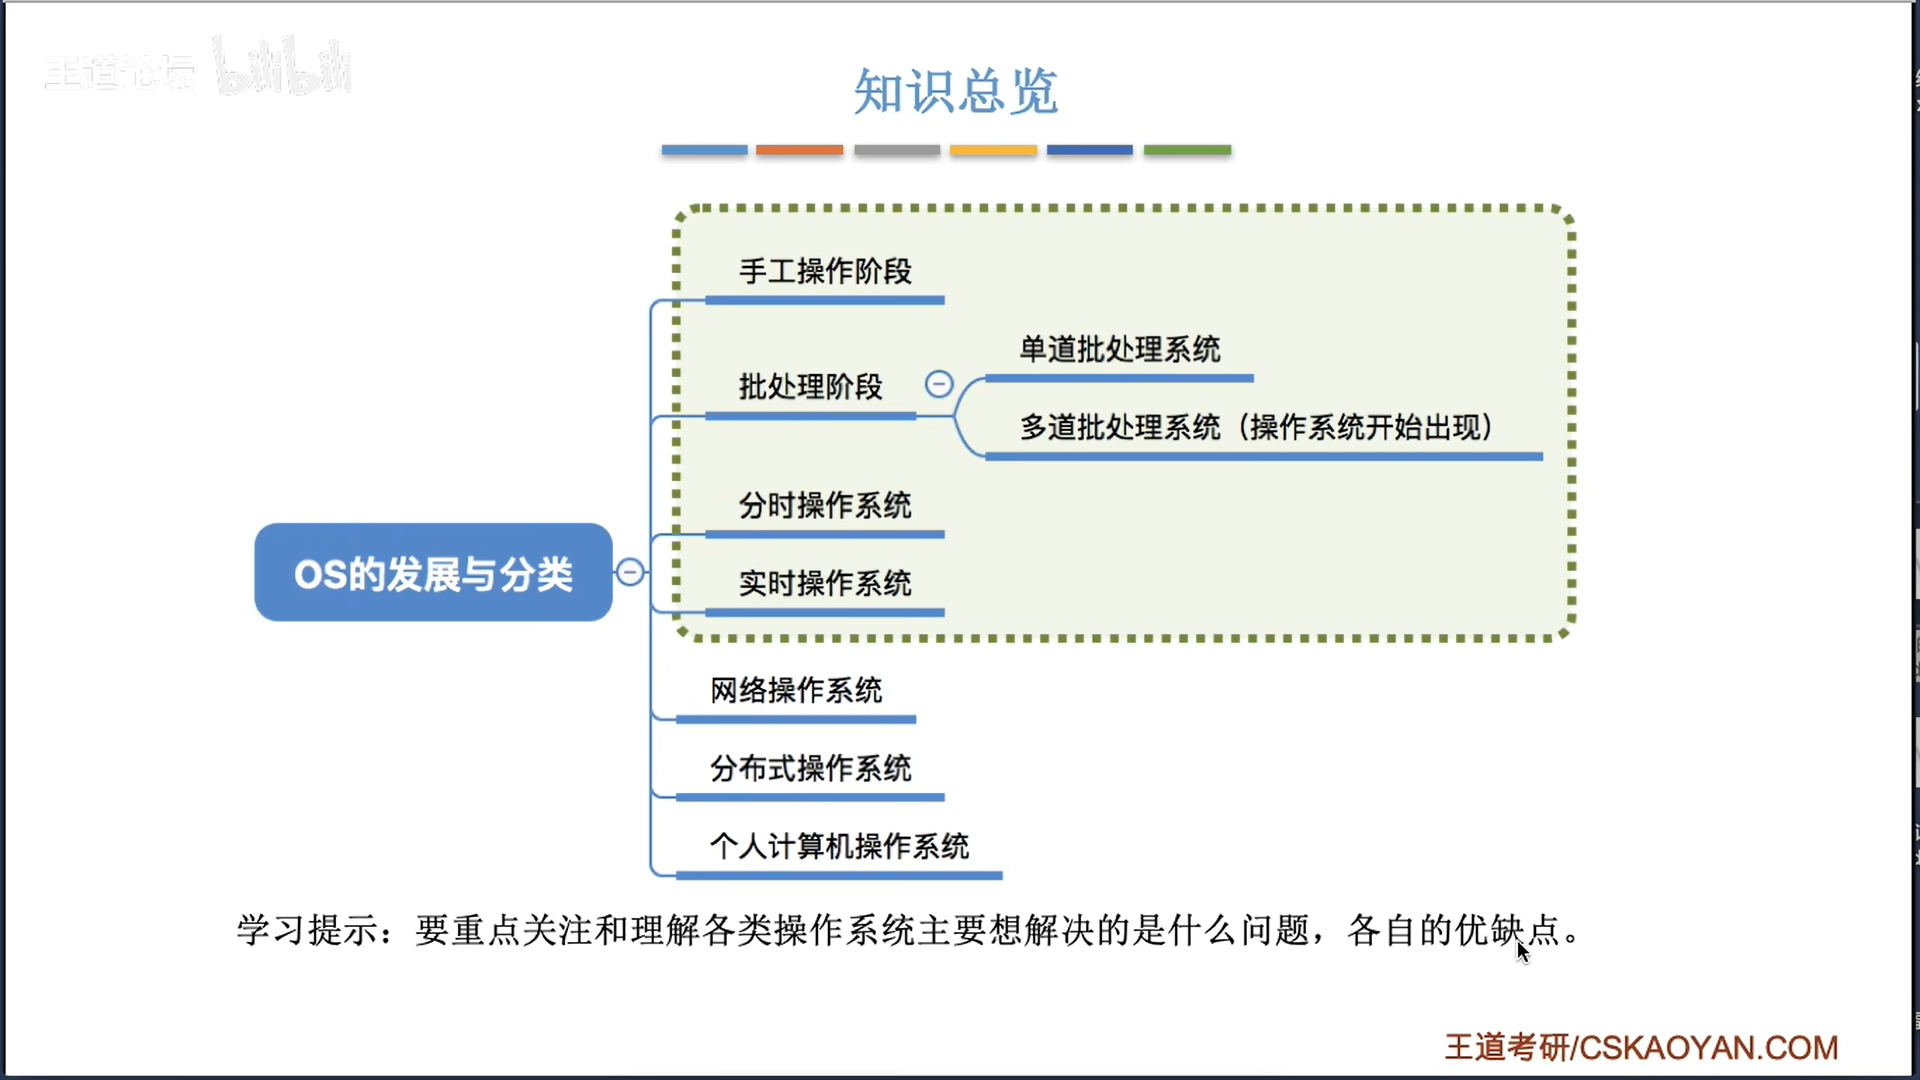 王道论坛 bilibili
知识总览
手工操作阶段
批处理阶段
单道批处理系统
多道批处理系统（操作系统开始出现）
分时操作系统
实时操作系统
OS的发展与分类
网络操作系统
分布式操作系统
个人计算机操作系统
学习提示：要重点关注和理解各类操作系统主要想解决的是什么问题，各自的优缺点。
王道考研/CSKAOYAN.COM